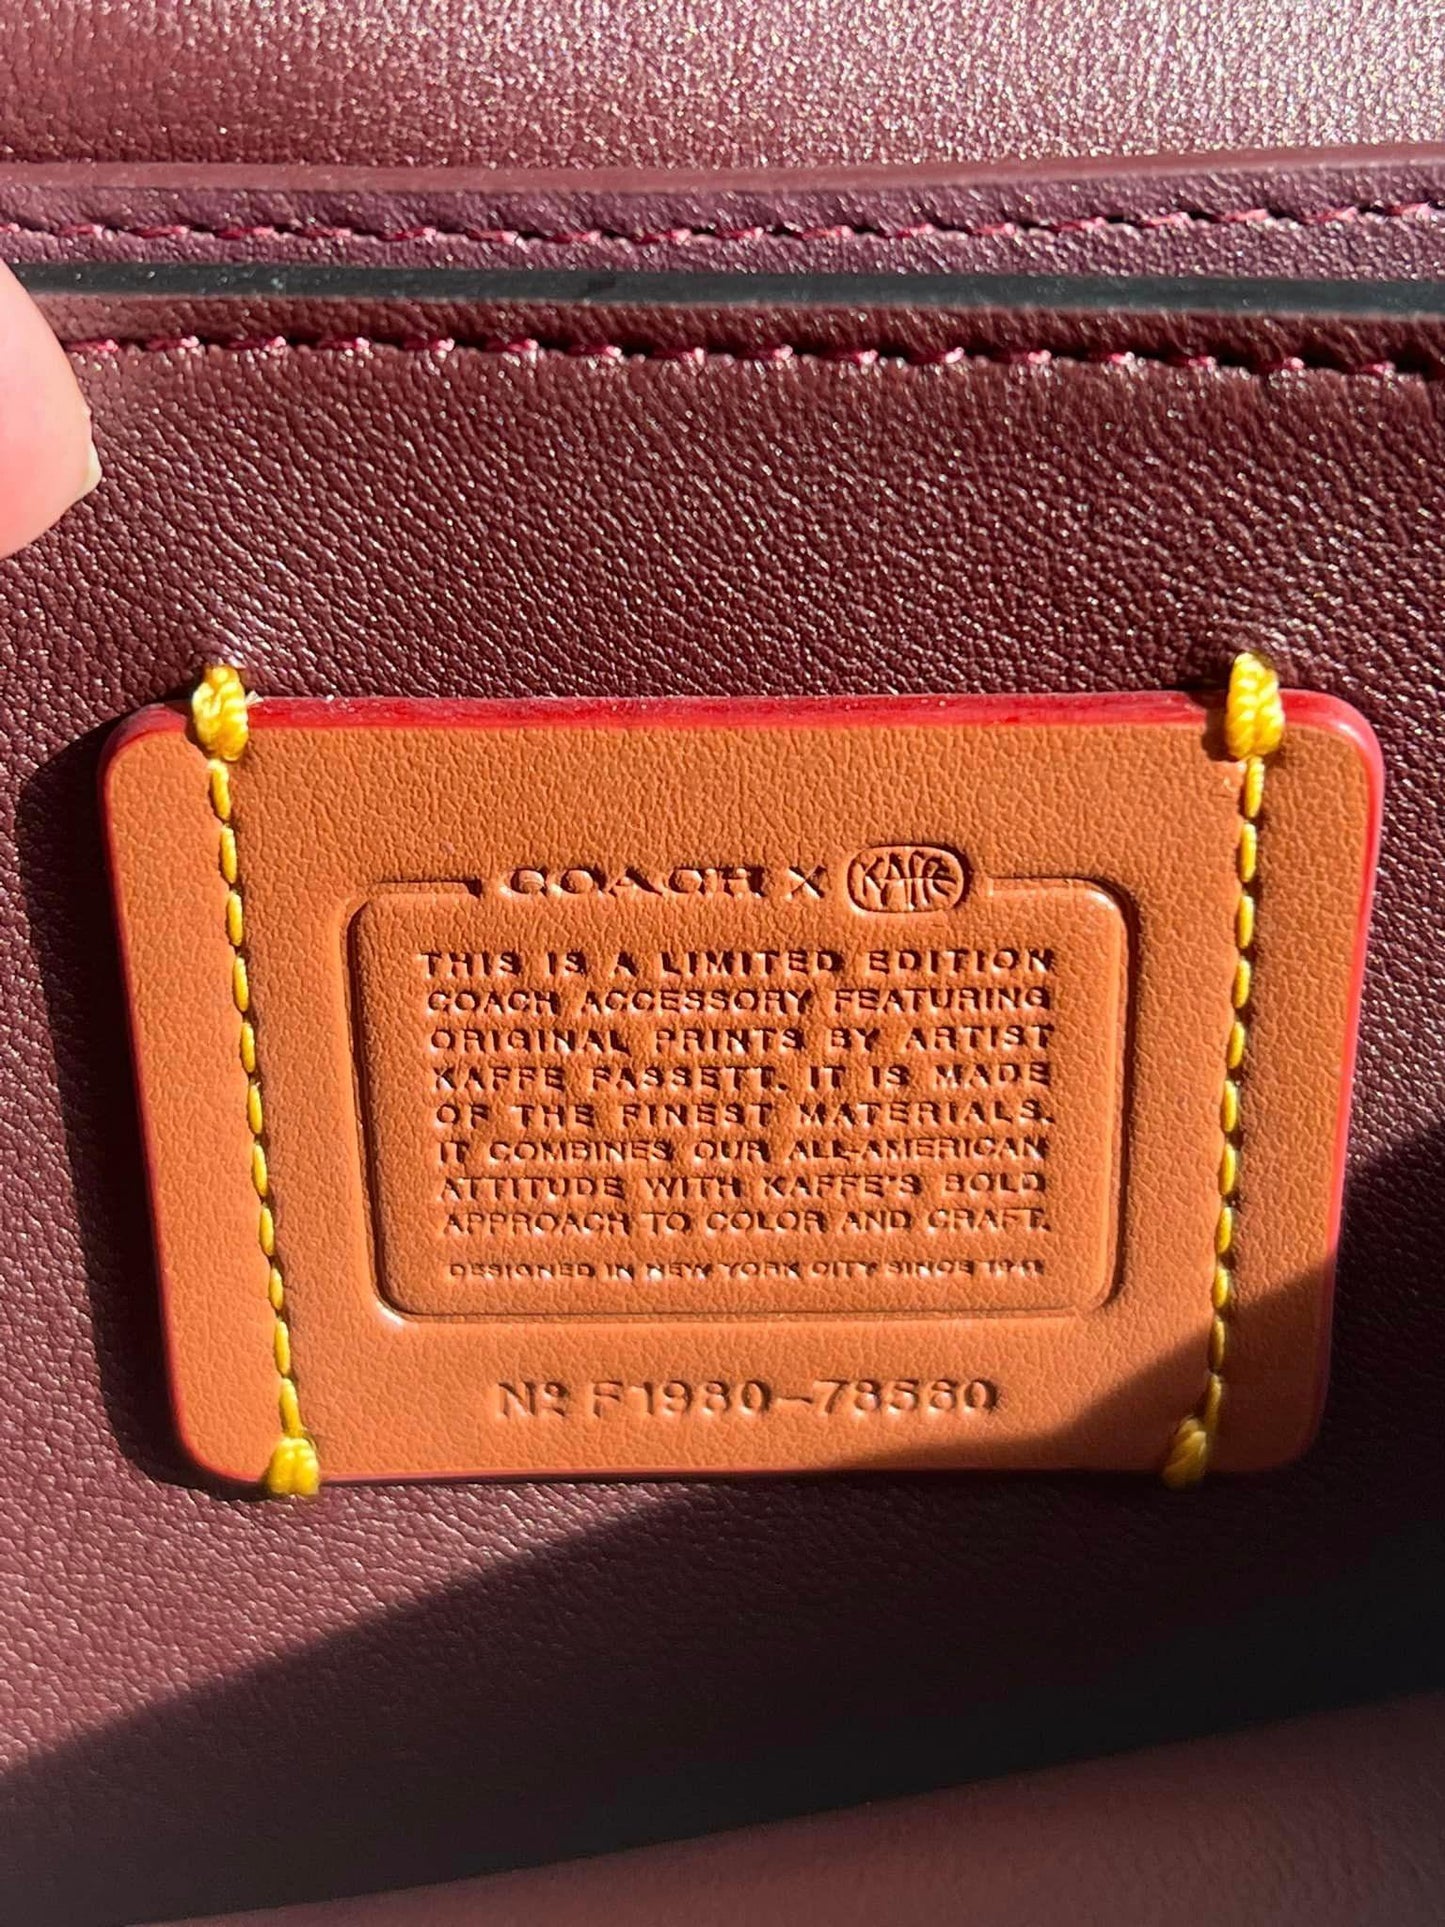 COACH X KAFFE
THIS IS A LIMITED EDITION
COACH ACCESSORY FEATURING
ORIGINAL PRINTS BY ARTIST
KAFFE FASSETT. IT IS MADE
OF THE FINEST MATERIALS.
IT COMBINES OUR ALL-AMERICAN
ATTITUDE WITH KAFFE'S BOLD
APPROACH TO COLOR AND CRAFT.
DESIGNED IN NEW YORK CITY SINCE 1941
Nº F1980-78560